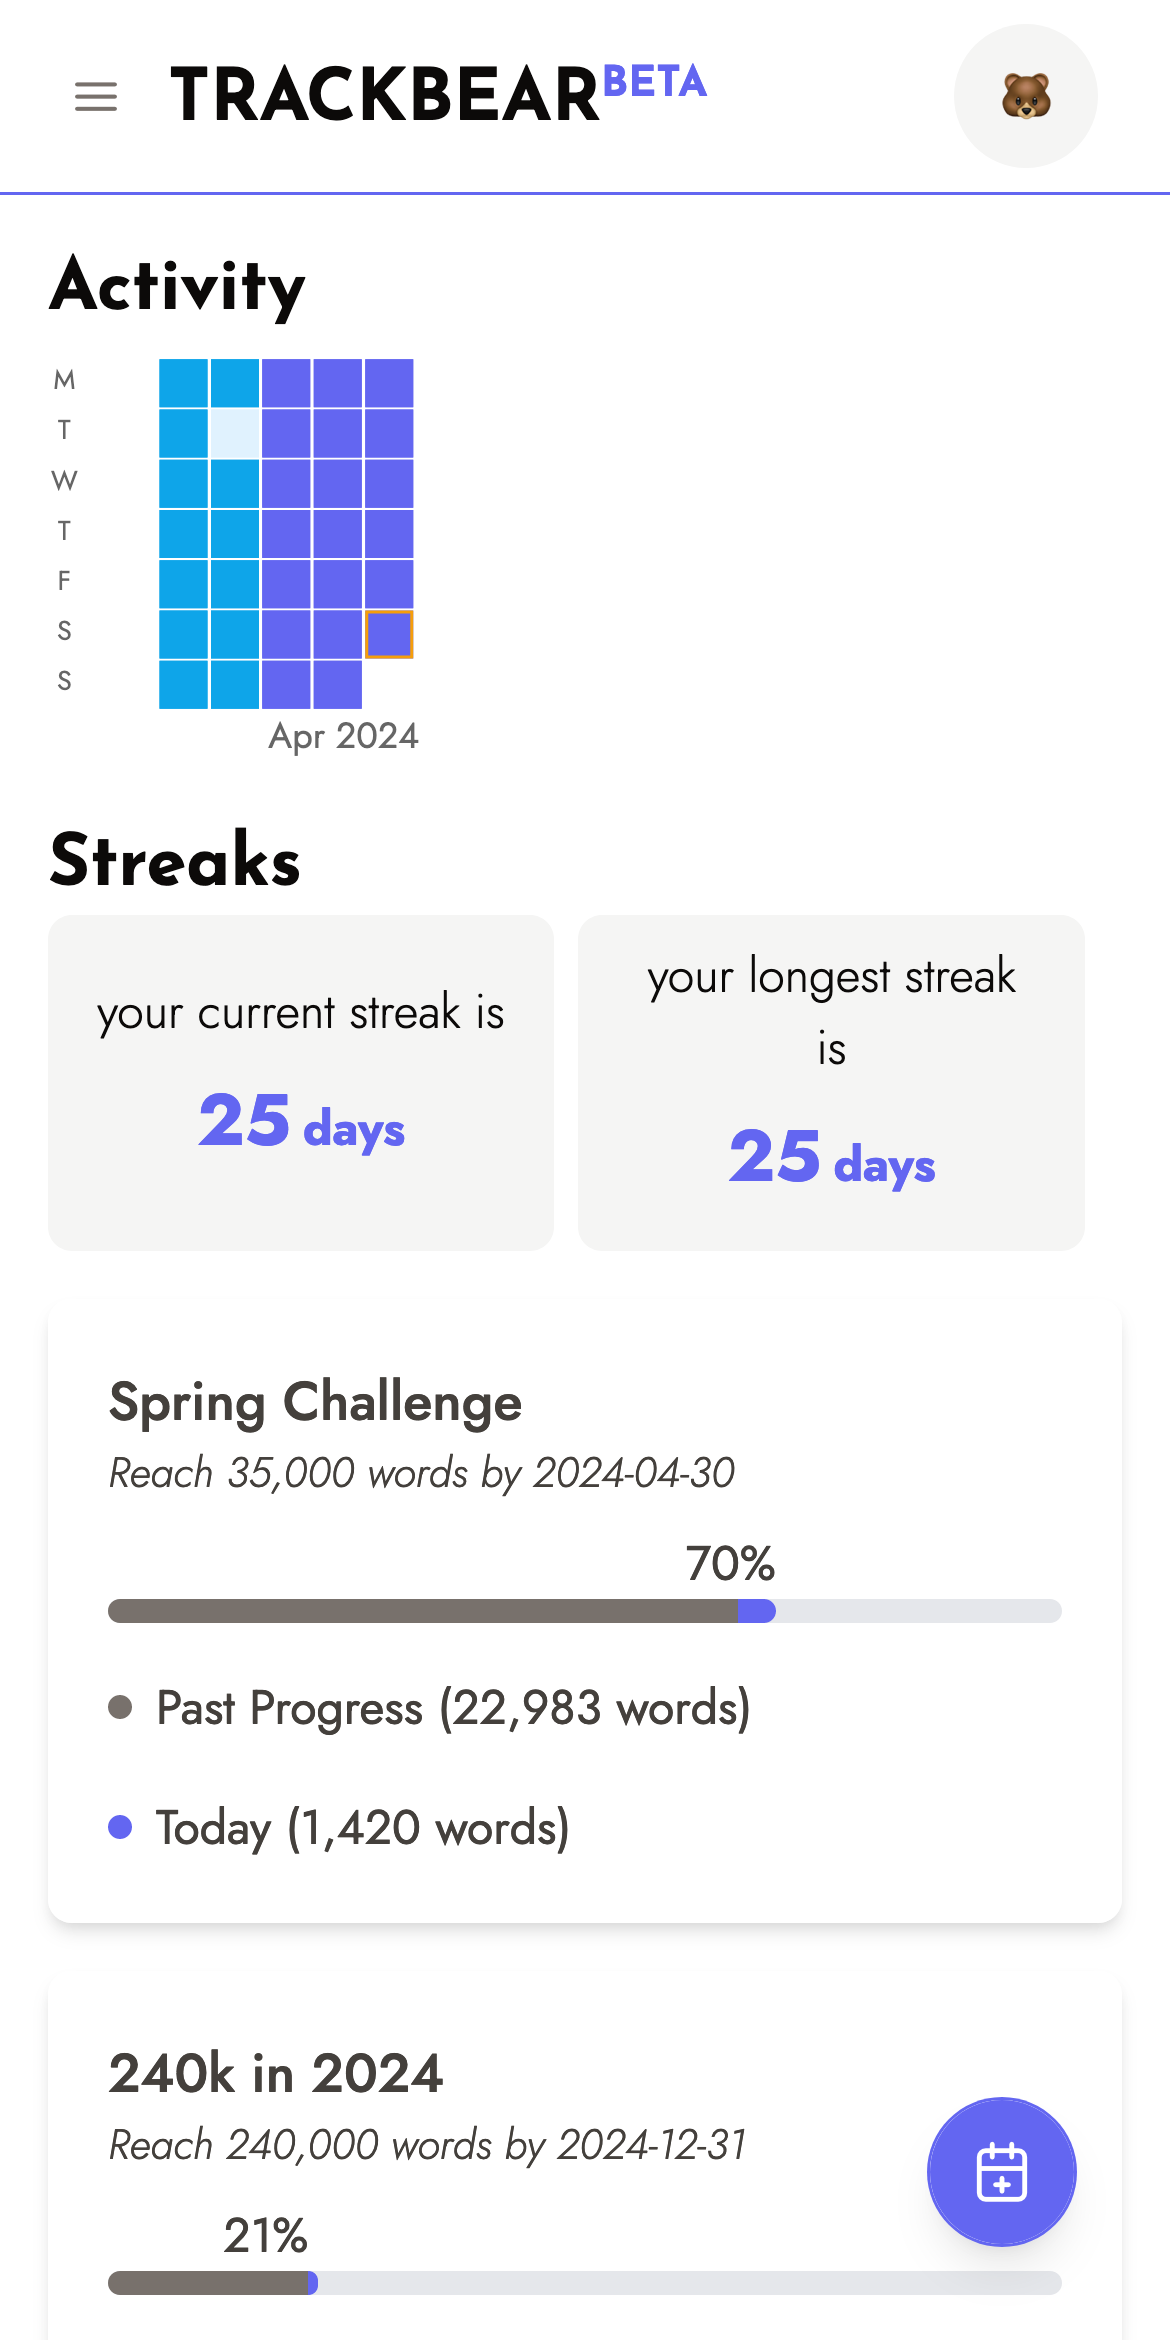 TRACKBEAR BETA
Activity
M
T
W
T
F
S
S
Apr 2024
Streaks
your current streak is
25 days
your longest streak
is
25 days
Spring Challenge
Reach 35,000 words by 2024-04-30
70%
Past Progress (22,983 words)
Today (1,420 words)
240k in 2024
Reach 240,000 words by 2024-12-31
21%